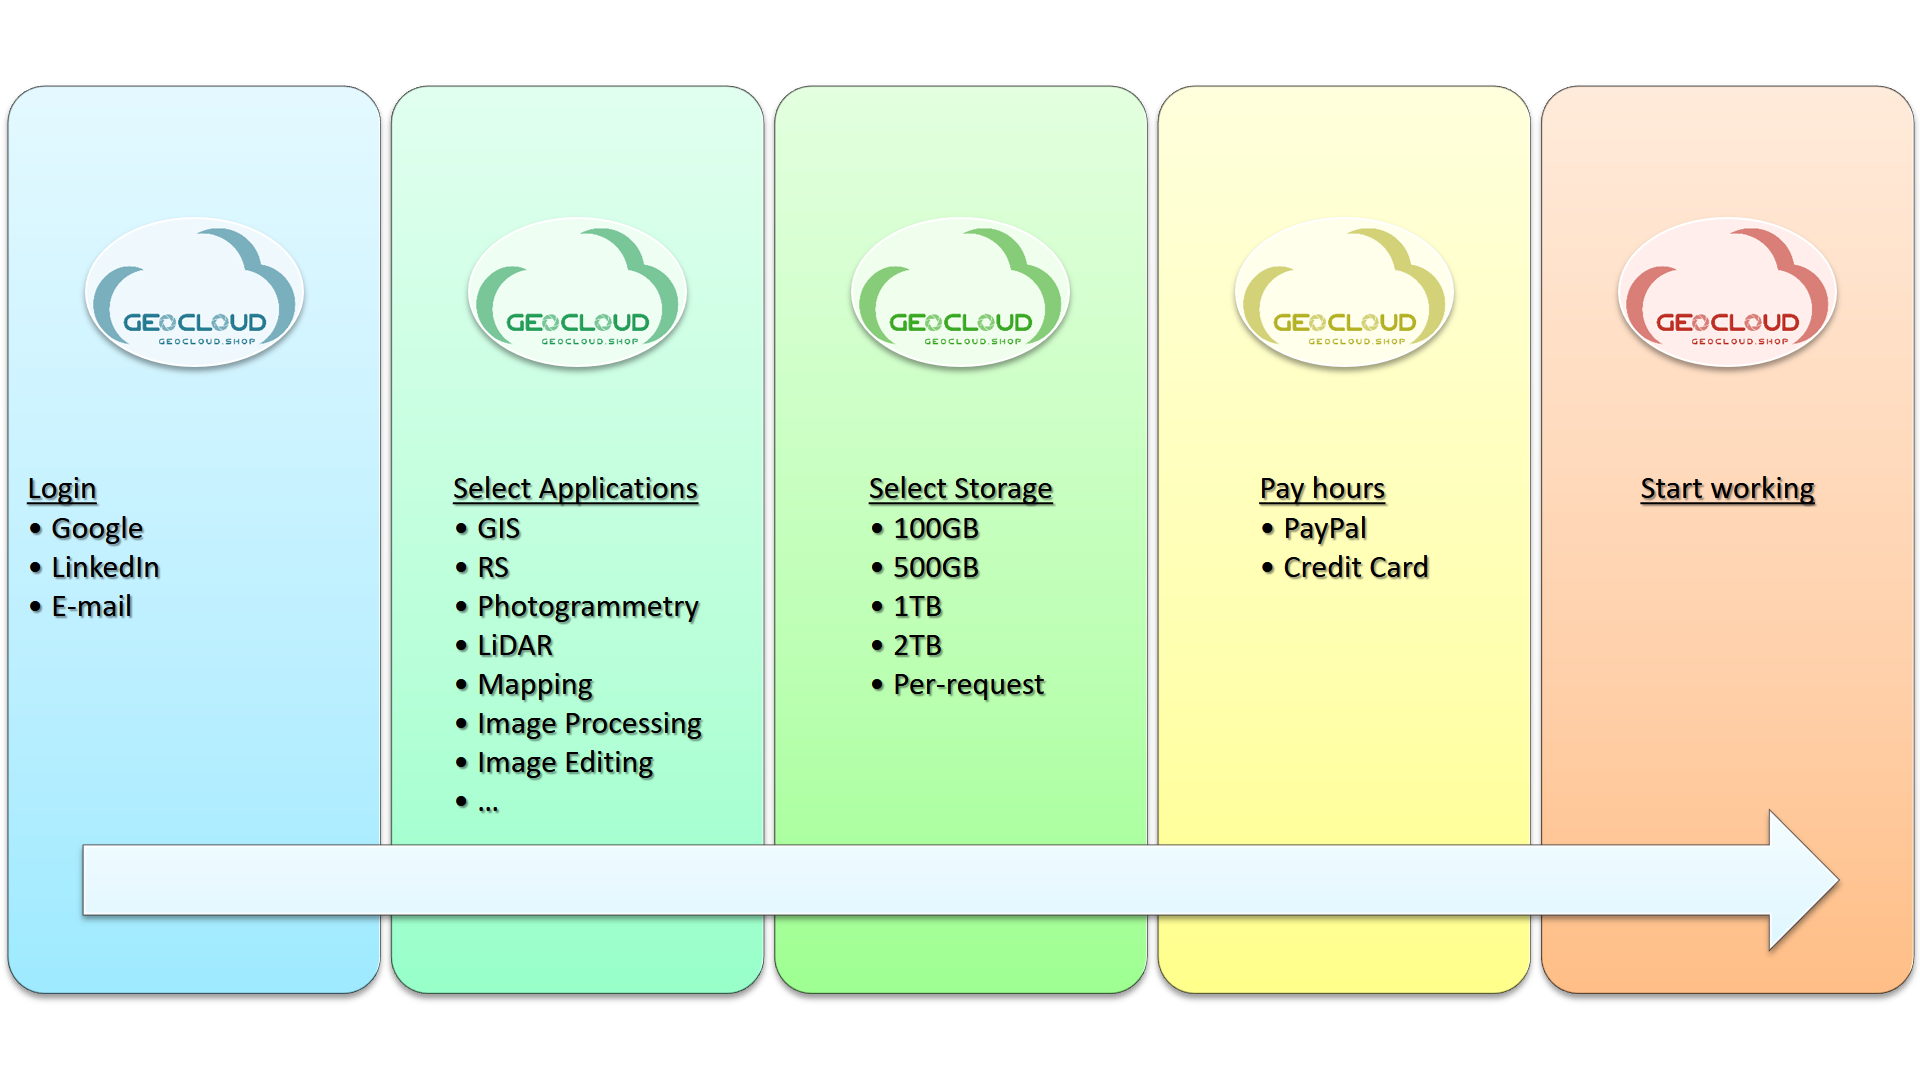 GEOCLOUD
GEOCLOUD.SHOP
Login
• Google
• LinkedIn
• E-mail
GEOCLOUD
GEOCLOUD.SHOP
Select Applications
• GIS
• RS
• Photogrammetry
• LiDAR
• Mapping
• Image Processing
• Image Editing
• ...
GEOCLOUD
GEOCLOUD.SHOP
Select Storage
• 100GB
• 500GB
• 1TB
• 2TB
• Per-request
GEOCLOUD
GEOCLOUD.SHOP
Pay hours
• PayPal
• Credit Card
GEOCLOUD
GEOCLOUD.SHOP
Start working